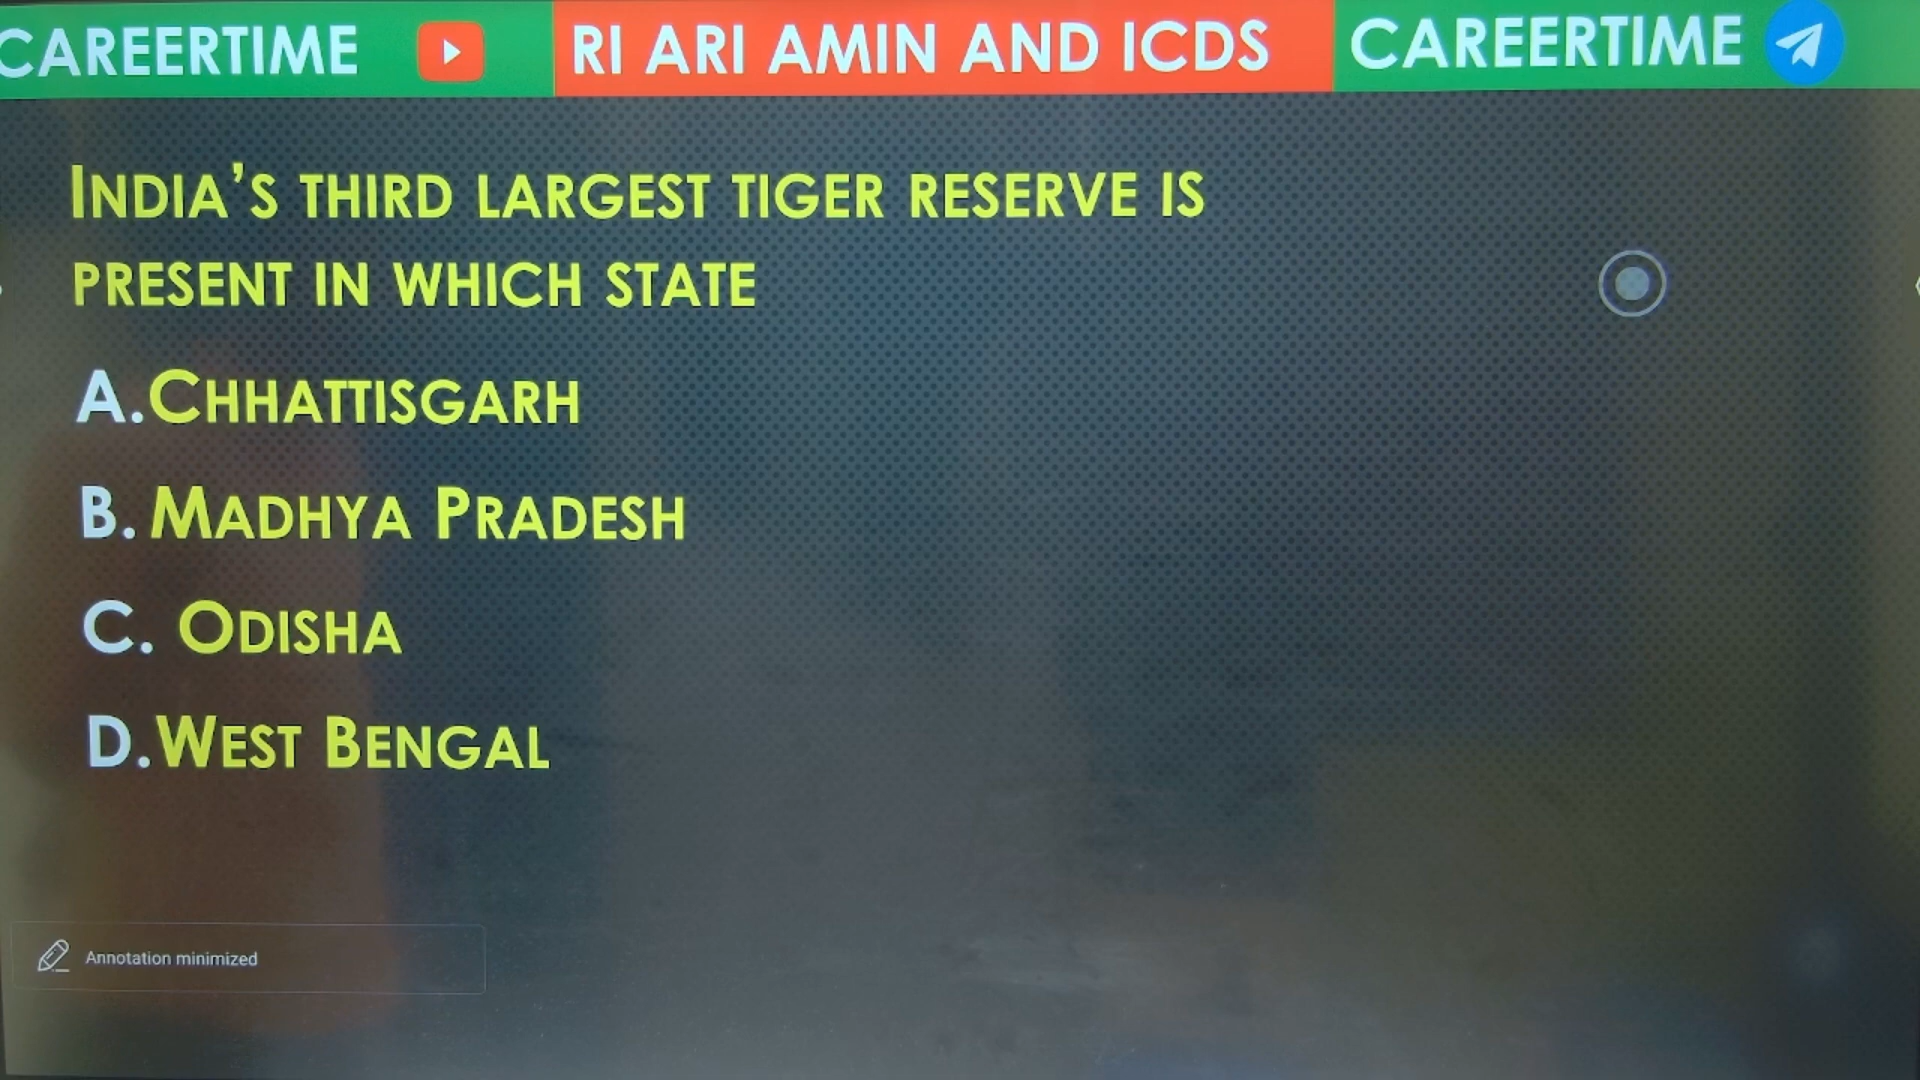 CAREERTIME RI ARI AMIN AND ICDS CAREERTIME
INDIA'S THIRD LARGEST TIGER RESERVE IS
PRESENT IN WHICH STATE
A. CHHATTISGARH
B. MADHYA PRADESH
C. ODISHA
D. WEST BENGAL
Annotation minimized